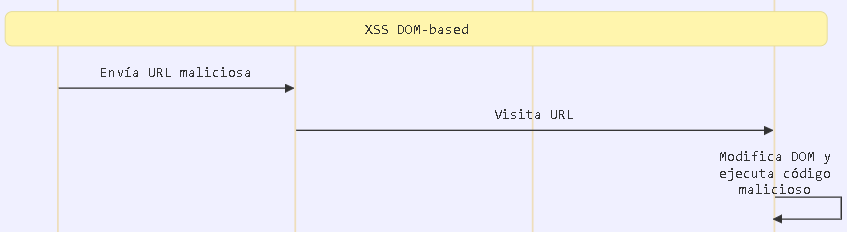 XSS DOM-based
Envía URL maliciosa
Visita URL
Modifica DOM y
ejecuta código
malicioso